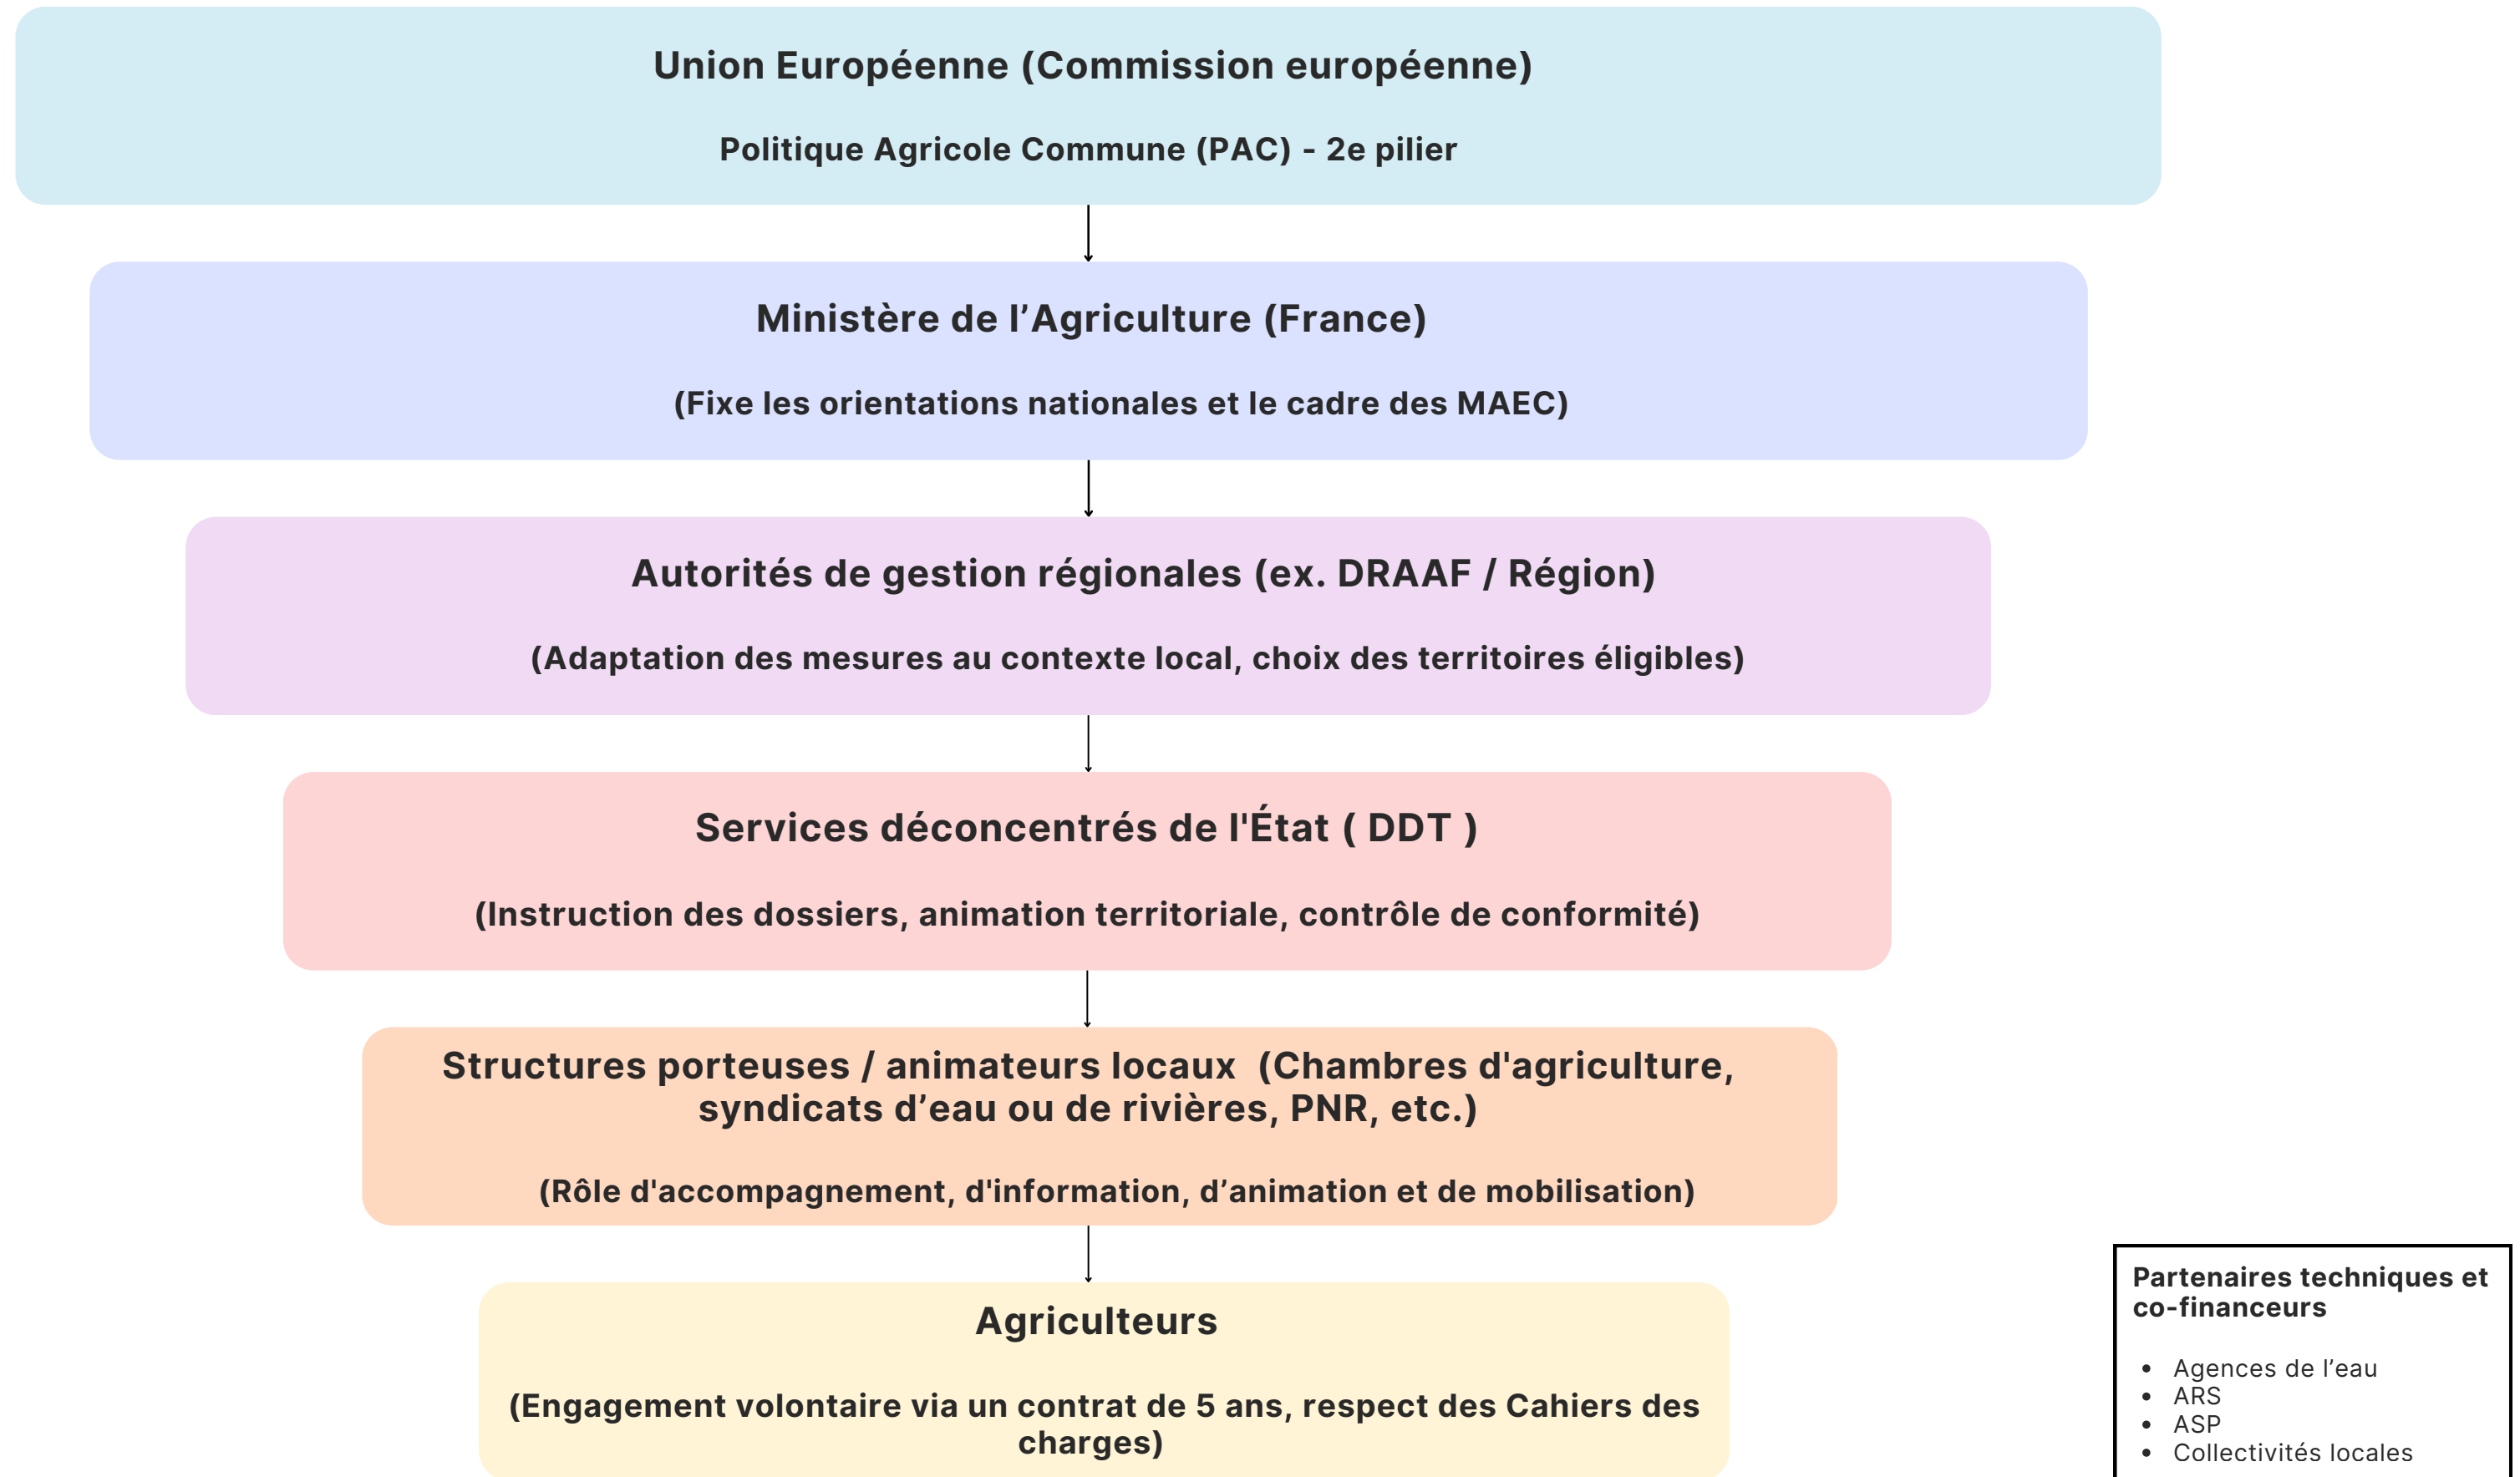 Union Européenne (Commission européenne)
Politique Agricole Commune (PAC) - 2e pilier
Ministère de l’Agriculture (France)
(Fixe les orientations nationales et le cadre des MAEC)
Autorités de gestion régionales (ex. DRAAF / Région)
(Adaptation des mesures au contexte local, choix des territoires éligibles)
Services déconcentrés de l'État ( DDT )
(Instruction des dossiers, animation territoriale, contrôle de conformité)
Structures porteuses / animateurs locaux  (Chambres d'agriculture,
syndicats d’eau ou de rivières, PNR, etc.)
(Rôle d'accompagnement, d'information, d’animation et de mobilisation)
Agriculteurs
(Engagement volontaire via un contrat de 5 ans, respect des Cahiers des
charges)
Partenaires techniques et
co-financeurs
• Agences de l’eau
• ARS
• ASP
• Collectivités locales